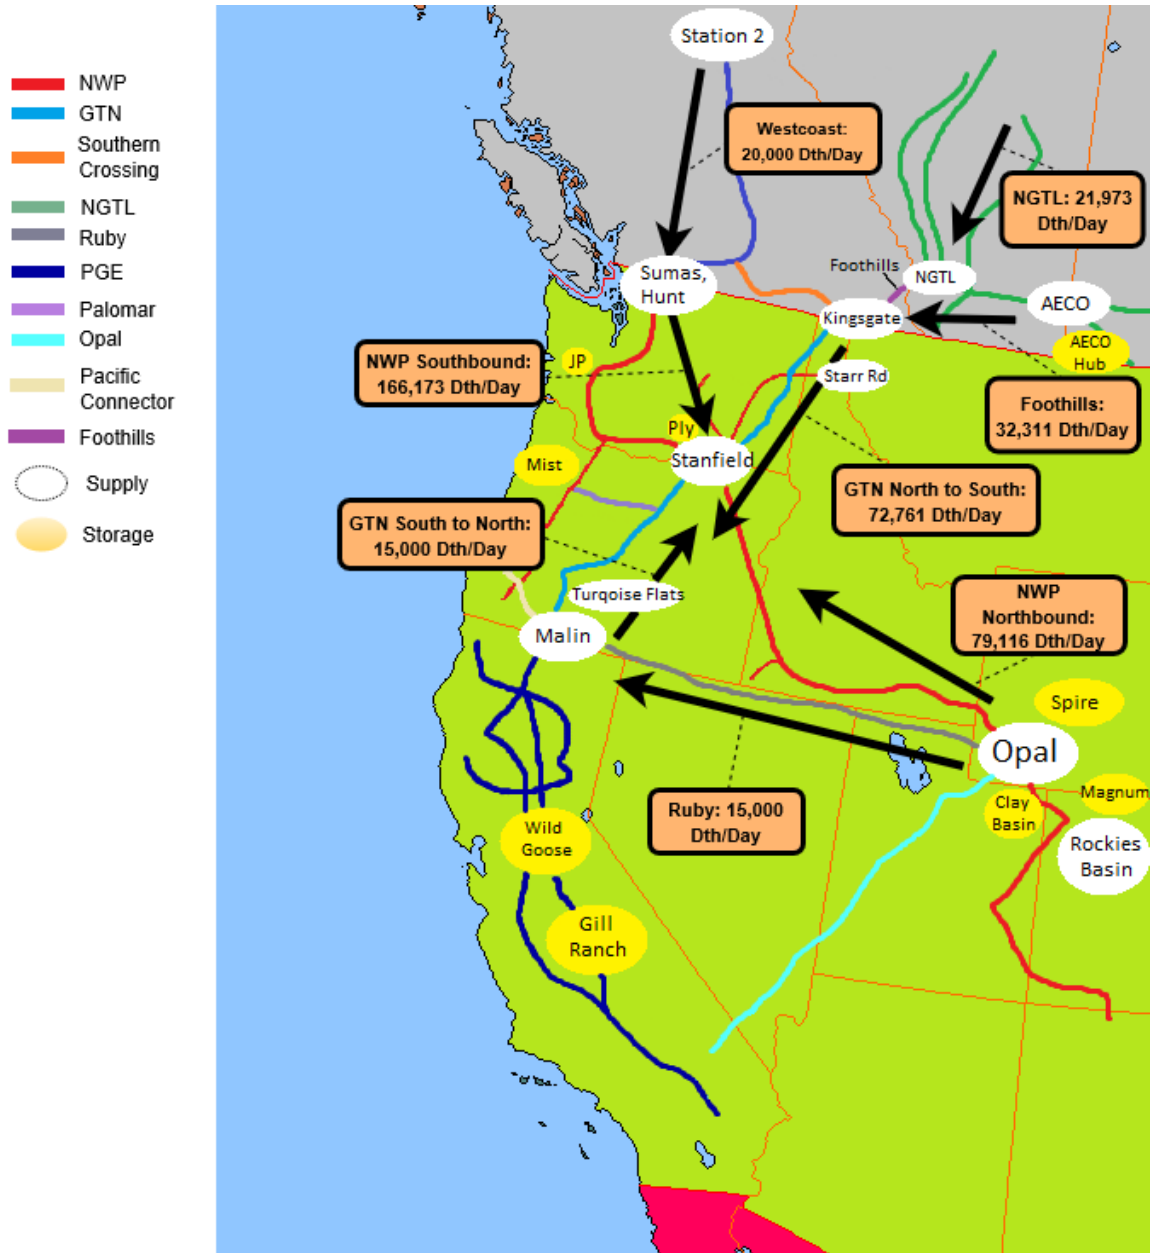 NWP
GTN
Southern
Crossing
NGTL
Ruby
PGE
Palomar
Opal
Pacific
Connector
Foothills
Supply
Storage
Station 2
Westcoast:
20,000 Dth/Day
NGTL: 21,973
Dth/Day
Sumas,
Hunt
Foothills
NGTL
AECO
Kingsgate
AECO
Hub
NWP Southbound:
166,173 Dth/Day
JP
Starr Rd
Foothills:
32,311 Dth/Day
Ply
Stanfield
Mist
GTN North to South:
72,761 Dth/Day
GTN South to North:
15,000 Dth/Day
Turqoise Flats
NWP
Northbound:
79,116 Dth/Day
Malin
Spire
Opal
Magnum
Clay
Basin
Ruby: 15,000
Dth/Day
Rockies
Basin
Wild
Goose
Gill
Ranch